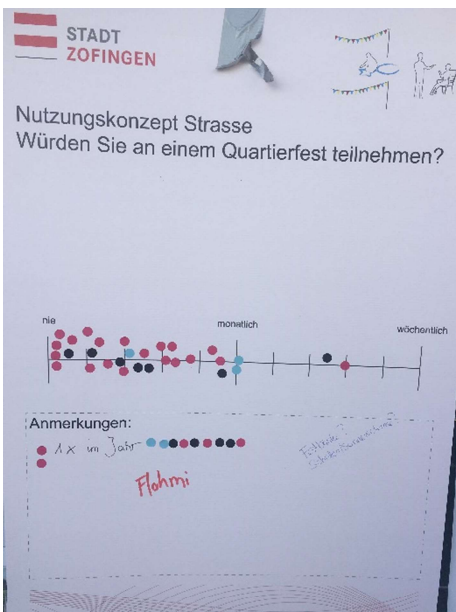 STADT
ZOFINGEN
Nutzungskonzept Strasse
Würden Sie an einem Quartierfest teilnehmen?
nie
monatlich
wöchentlich
Anmerkungen:
1x im Jahr
Flohmi